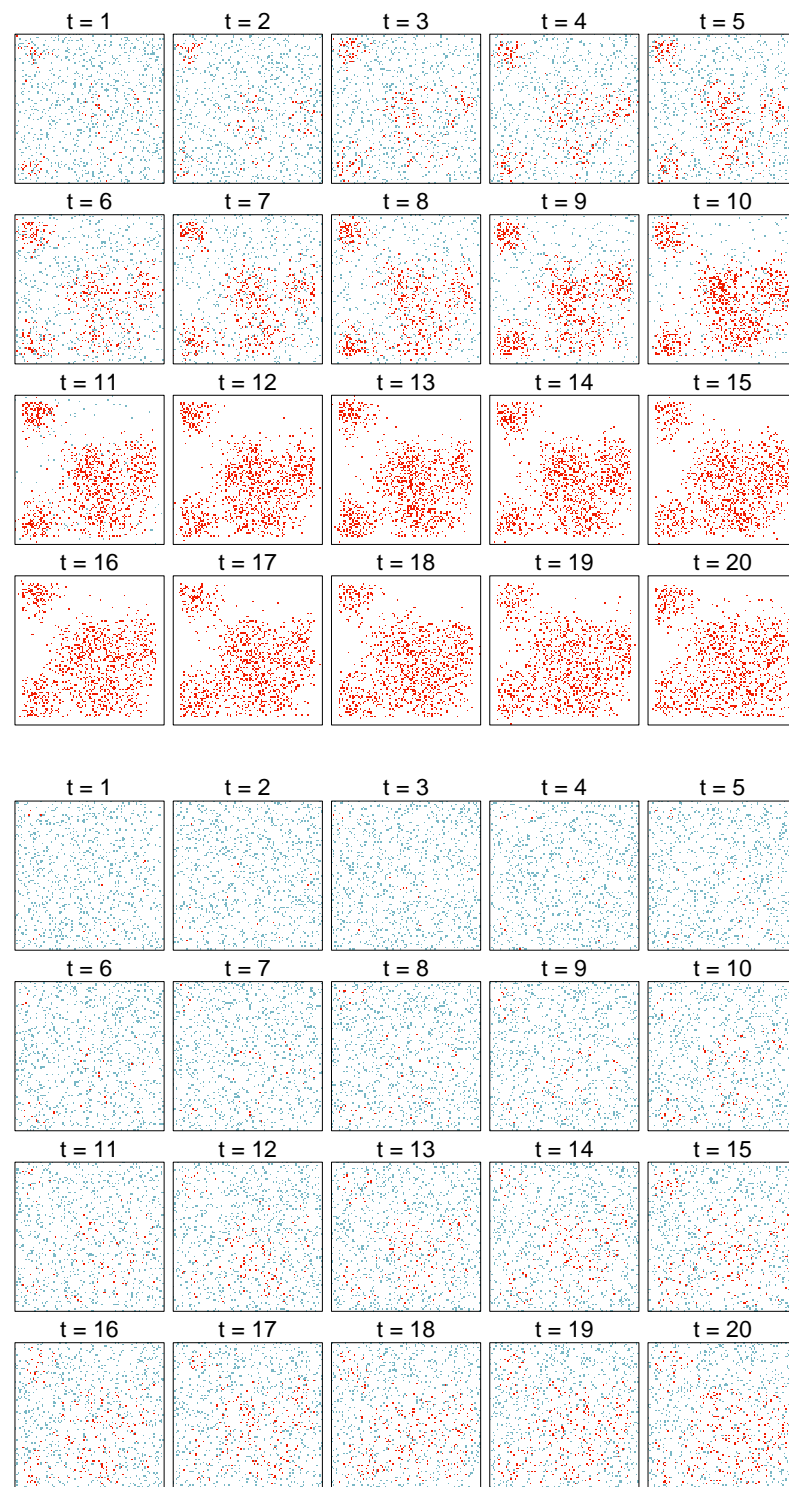 t = 1 t = 2 t = 3 t = 4 t = 5
t = 6 t = 7 t = 8 t = 9 t = 10
t = 11 t = 12 t = 13 t = 14 t = 15
t = 16 t = 17 t = 18 t = 19 t = 20
t = 1 t = 2 t = 3 t = 4 t = 5
t = 6 t = 7 t = 8 t = 9 t = 10
t = 11 t = 12 t = 13 t = 14 t = 15
t = 16 t = 17 t = 18 t = 19 t = 20